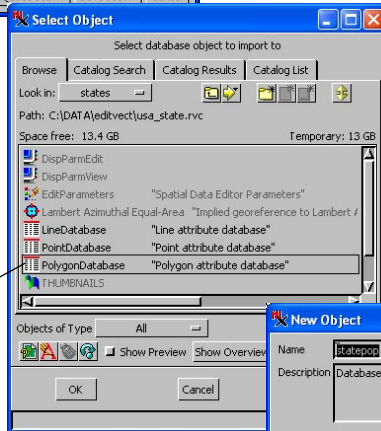 Select Object
Select database object to import to
Browse Catalog Search Catalog Results Catalog List
Look in: states
Path: C:\DATA\editvect\usa_state.rvc
Space free: 13.4 GB Temporary: 13 GB
DispParmEdit
DispParmView
EditParameters "Spatial Data Editor Parameters"
Lambert Azimuthal Equal-Area "Implied georeference to Lambert
LineDatabase "Line attribute database"
PointDatabase "Point attribute database"
PolygonDatabase "Polygon attribute database"
THUMBNAILS
Objects of Type All
Show Preview Show Overview
OK Cancel
New Object
Name statepop
Description Database